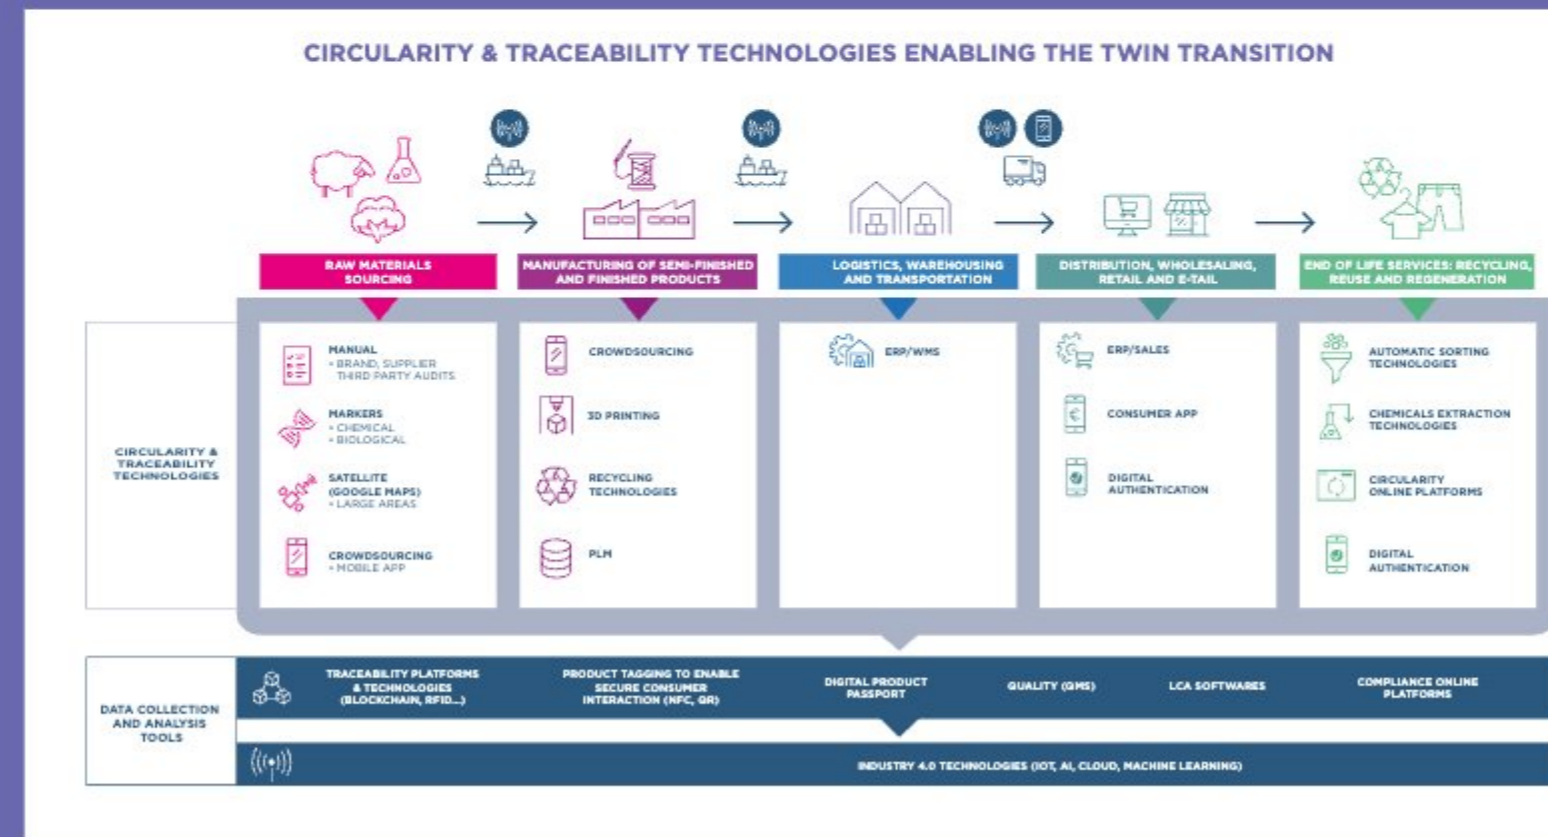 CIRCULARITY & TRACEABILITY TECHNOLOGIES ENABLING THE TWIN TRANSITION
RAW MATERIALS
SOURCING
MANUFACTURING OF SEMI-FINISHED
AND FINISHED PRODUCTS
LOGISTICS, WAREHOUSING
AND TRANSPORTATION
DISTRIBUTION, WHOLESALING,
RETAIL AND E-TAIL
END OF LIFE SERVICES: RECYCLING,
REUSE AND REGENERATION
CIRCULARITY &
TRACEABILITY
TECHNOLOGIES
MANUAL
• BRAND, SUPPLIER
THIRD PARTY AUDITS
MARKERS
• CHEMICAL
• BIOLOGICAL
SATELLITE
(GOOGLE MAPS)
• LARGE AREAS
CROWDSOURCING
• MOBILE APP
CROWDSOURCING
3D PRINTING
RECYCLING
TECHNOLOGIES
PLM
ERP/WMS
ERP/SALES
CONSUMER APP
DIGITAL
AUTHENTICATION
AUTOMATIC SORTING
TECHNOLOGIES
CHEMICALS EXTRACTION
TECHNOLOGIES
CIRCULARITY
ONLINE PLATFORMS
DIGITAL
AUTHENTICATION
DATA COLLECTION
AND ANALYSIS
TOOLS
TRACEABILITY PLATFORMS
& TECHNOLOGIES
(BLOCKCHAIN, RFID...)
PRODUCT TAGGING TO ENABLE
SECURE CONSUMER
INTERACTION (NFC, QR)
DIGITAL PRODUCT
PASSPORT
QUALITY (QMS)
LCA SOFTWARES
COMPLIANCE ONLINE
PLATFORMS
INDUSTRY 4.0 TECHNOLOGIES (IOT, AI, CLOUD, MACHINE LEARNING)